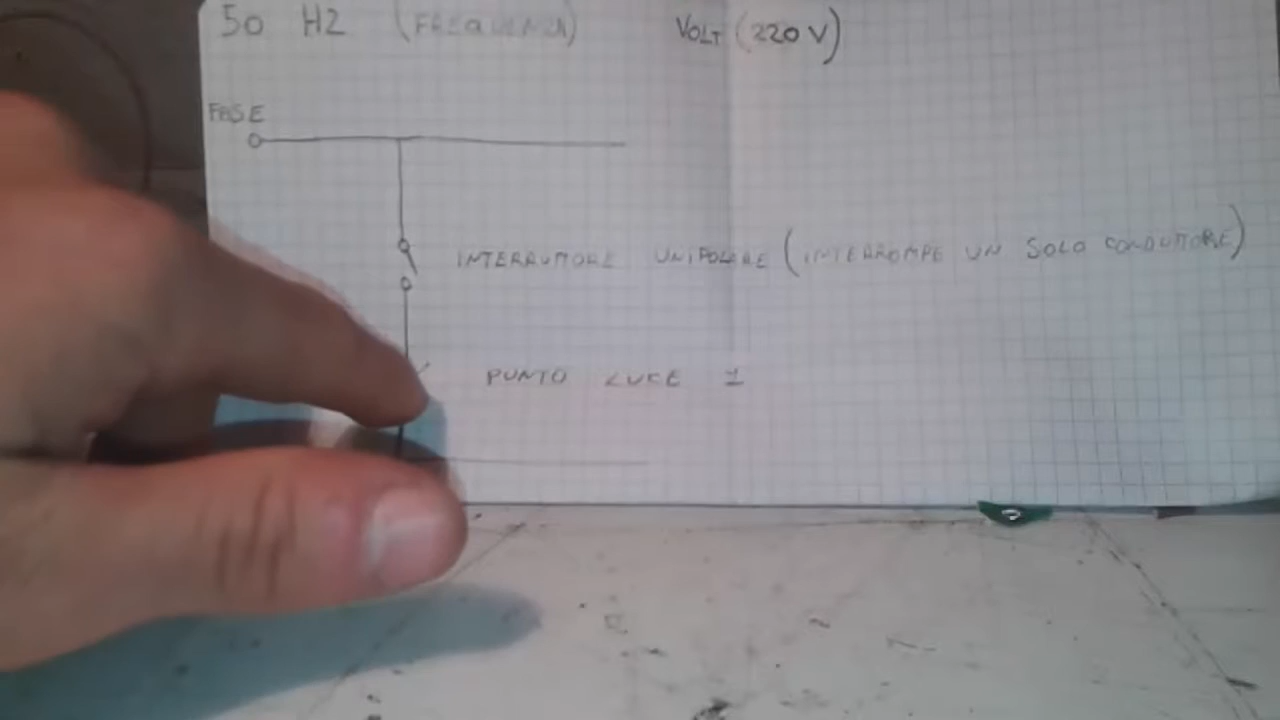 50 HZ (FREQUENZA) VOLT (220 V)
FASE
INTERRUTTORE UNIPOLARE (INTERROMPE UN SOLO CONDUTTORE)
PUNTO LUCE 1